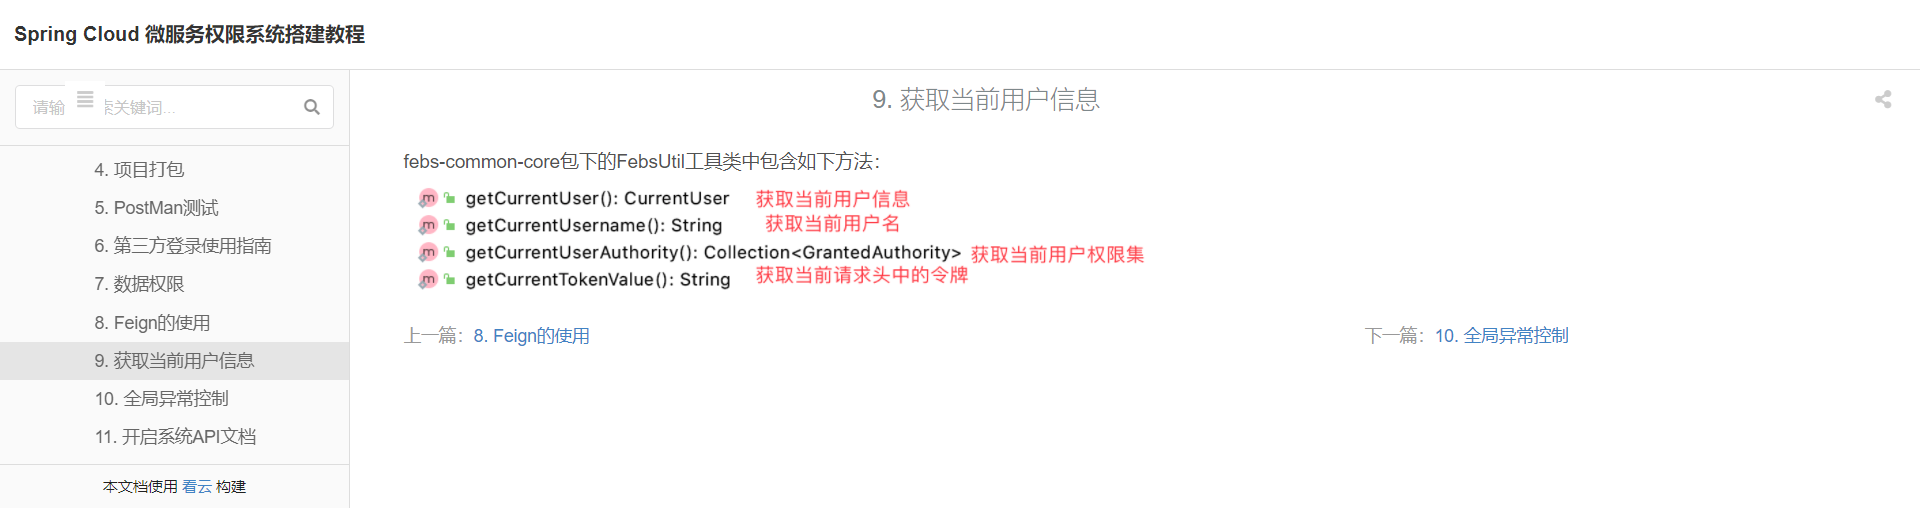 Spring Cloud 微服务权限系统搭建教程
请输 索关键词...
4. 项目打包
5. PostMan测试
6. 第三方登录使用指南
7. 数据权限
8. Feign的使用
9. 获取当前用户信息
10. 全局异常控制
11. 开启系统API文档
本文档使用 看云 构建
9. 获取当前用户信息
febs-common-core包下的FebsUtil工具类中包含如下方法：
m getCurrentUser(): CurrentUser 获取当前用户信息
m getCurrentUsername(): String 获取当前用户名
m getCurrentUserAuthority(): Collection<GrantedAuthority> 获取当前用户权限集
m getCurrentTokenValue(): String 获取当前请求头中的令牌
上一篇：8. Feign的使用 下一篇：10. 全局异常控制